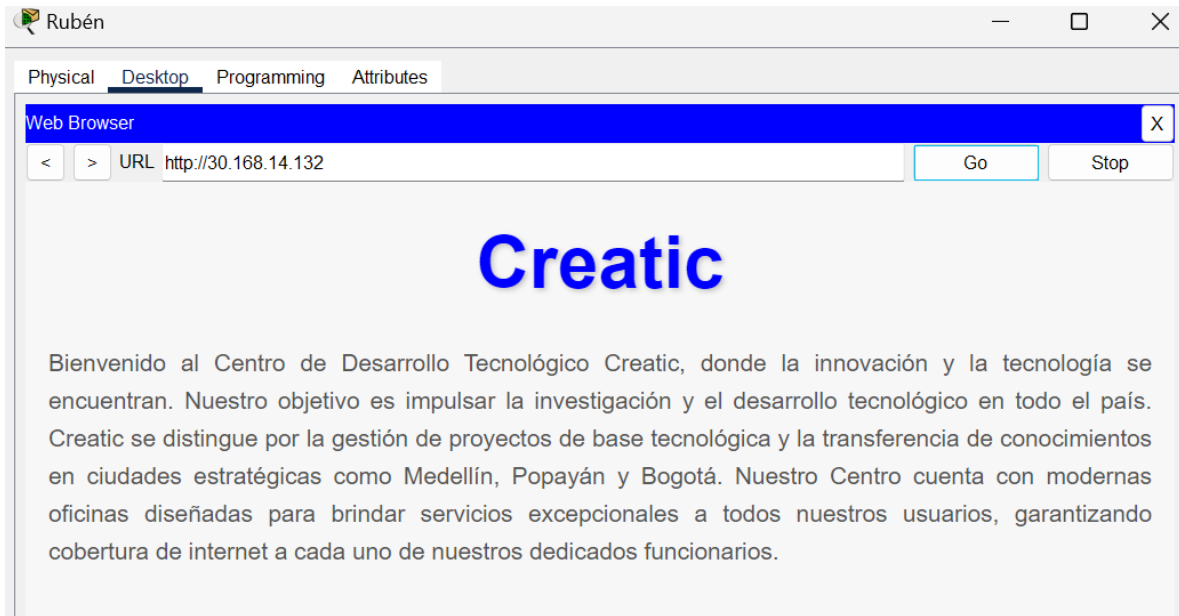 Rubén
Physical Desktop Programming Attributes
Web Browser X
< > URL http://30.168.14.132 Go Stop
Creatic
Bienvenido al Centro de Desarrollo Tecnológico Creatic, donde la innovación y la tecnología se
encuentran. Nuestro objetivo es impulsar la investigación y el desarrollo tecnológico en todo el país.
Creatic se distingue por la gestión de proyectos de base tecnológica y la transferencia de conocimientos
en ciudades estratégicas como Medellín, Popayán y Bogotá. Nuestro Centro cuenta con modernas
oficinas diseñadas para brindar servicios excepcionales a todos nuestros usuarios, garantizando
cobertura de internet a cada uno de nuestros dedicados funcionarios.